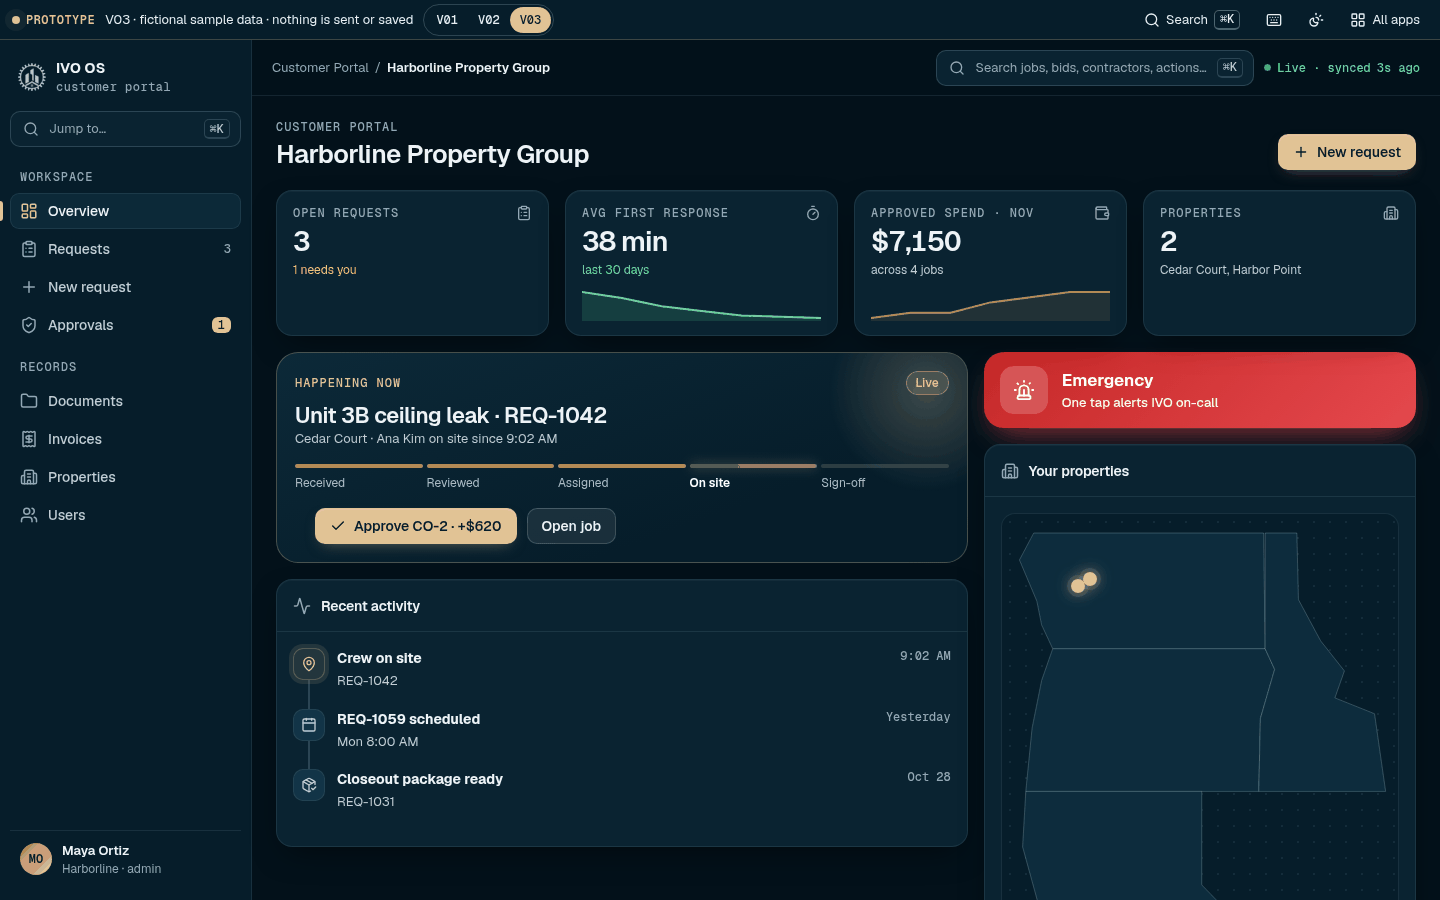 PROTOTYPE V03 · fictional sample data · nothing is sent or saved V01 V02 V03 Search ⌘K All apps
IVO OS
customer portal
Jump to… ⌘K
WORKSPACE
Overview
Requests 3
New request
Approvals 1
RECORDS
Documents
Invoices
Properties
Users
MO
Maya Ortiz
Harborline · admin
Customer Portal / Harborline Property Group
Search jobs, bids, contractors, actions… ⌘K
Live · synced 3s ago
CUSTOMER PORTAL
Harborline Property Group
New request
OPEN REQUESTS
3
1 needs you
AVG FIRST RESPONSE
38 min
last 30 days
APPROVED SPEND · NOV
$7,150
across 4 jobs
PROPERTIES
2
Cedar Court, Harbor Point
HAPPENING NOW
Live
Unit 3B ceiling leak · REQ-1042
Cedar Court · Ana Kim on site since 9:02 AM
Received Reviewed Assigned On site Sign-off
Approve CO-2 · +$620
Open job
Emergency
One tap alerts IVO on-call
Your properties
Recent activity
Crew on site 9:02 AM
REQ-1042
REQ-1059 scheduled Yesterday
Mon 8:00 AM
Closeout package ready Oct 28
REQ-1031